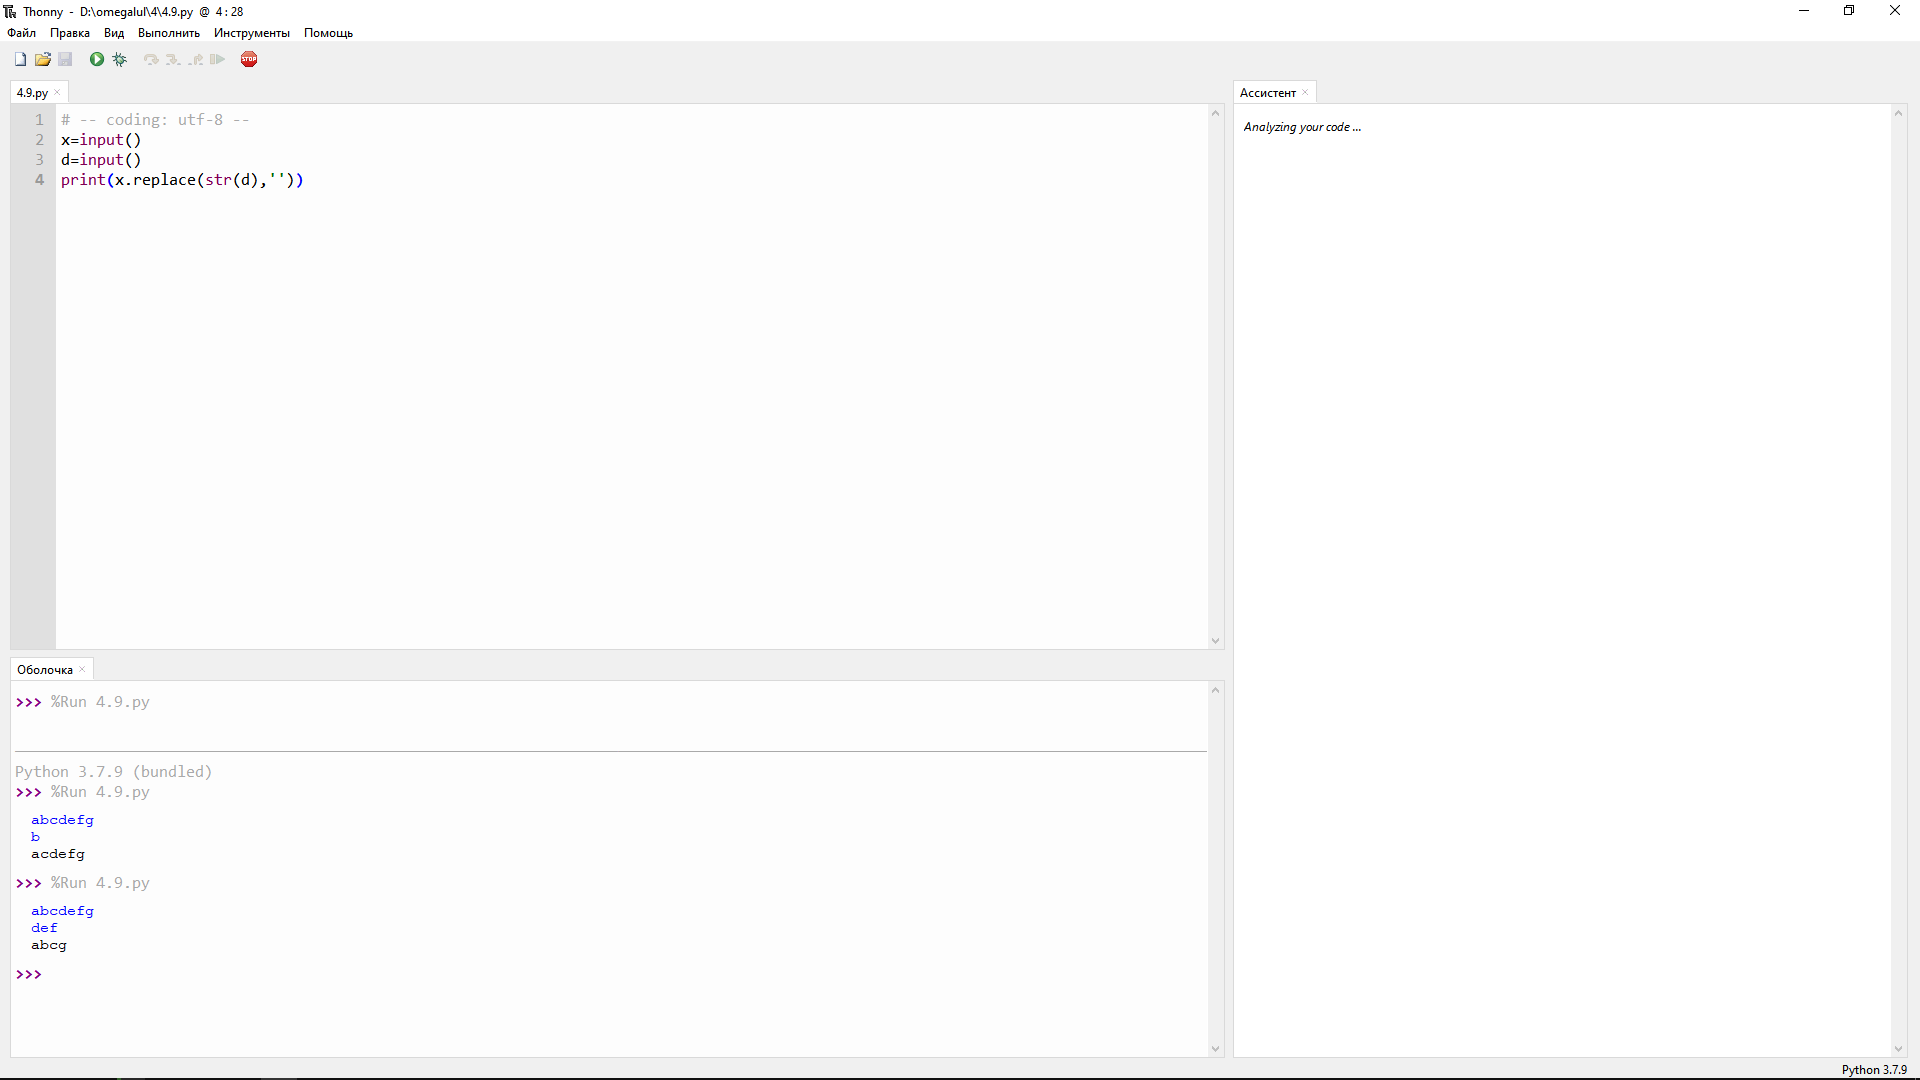 Thonny - D:\omegalul\4\4.9.py @ 4 : 28
Файл Правка Вид Выполнить Инструменты Помощь
STOP
4.9.py
1 # -- coding: utf-8 --
2 x=input()
3 d=input()
4 print(x.replace(str(d),''))
Оболочка
>>> %Run 4.9.py
Python 3.7.9 (bundled)
>>> %Run 4.9.py
abcdefg
b
acdefg
>>> %Run 4.9.py
abcdefg
def
abcg
>>>
Ассистент
Analyzing your code ...
Python 3.7.9